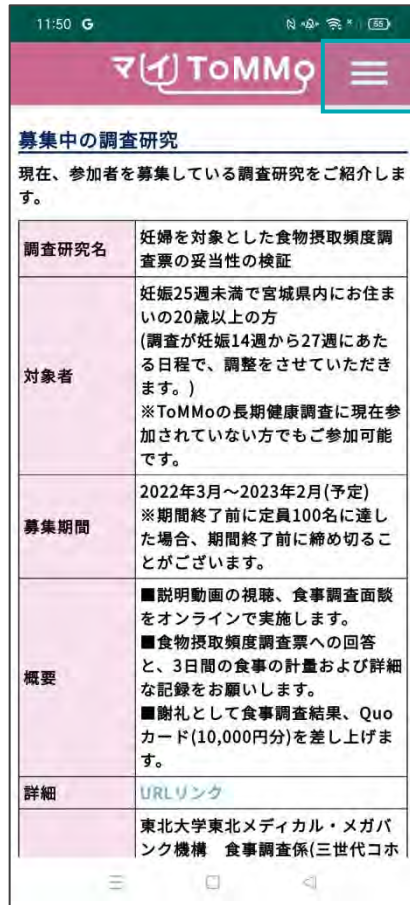 11:50 G
55
マイToMMo
募集中の調査研究
現在、参加者を募集している調査研究をご紹介しま
す。
調査研究名
妊婦を対象とした食物摂取頻度調
査票の妥当性の検証
対象者
妊娠25週未満で宮城県内にお住ま
いの20歳以上の方
(調査が妊娠14週から27週にあた
る日程で、調整をさせていただき
ます。)
※ToMMoの長期健康調査に現在参
加されていない方でもご参加可能
です。
募集期間
2022年3月～2023年2月(予定)
※期間終了前に定員100名に達し
た場合、期間終了前に締め切るこ
とがございます。
概要
■説明動画の視聴、食事調査面談
をオンラインで実施します。
■食物摂取頻度調査票への回答
と、3日間の食事の計量および詳細
な記録をお願いします。
■謝礼として食事調査結果、Quo
カード(10,000円分)を差し上げま
す。
詳細
URLリンク
東北大学東北メディカル・メガバ
ンク機構　食事調査係(三世代コホ